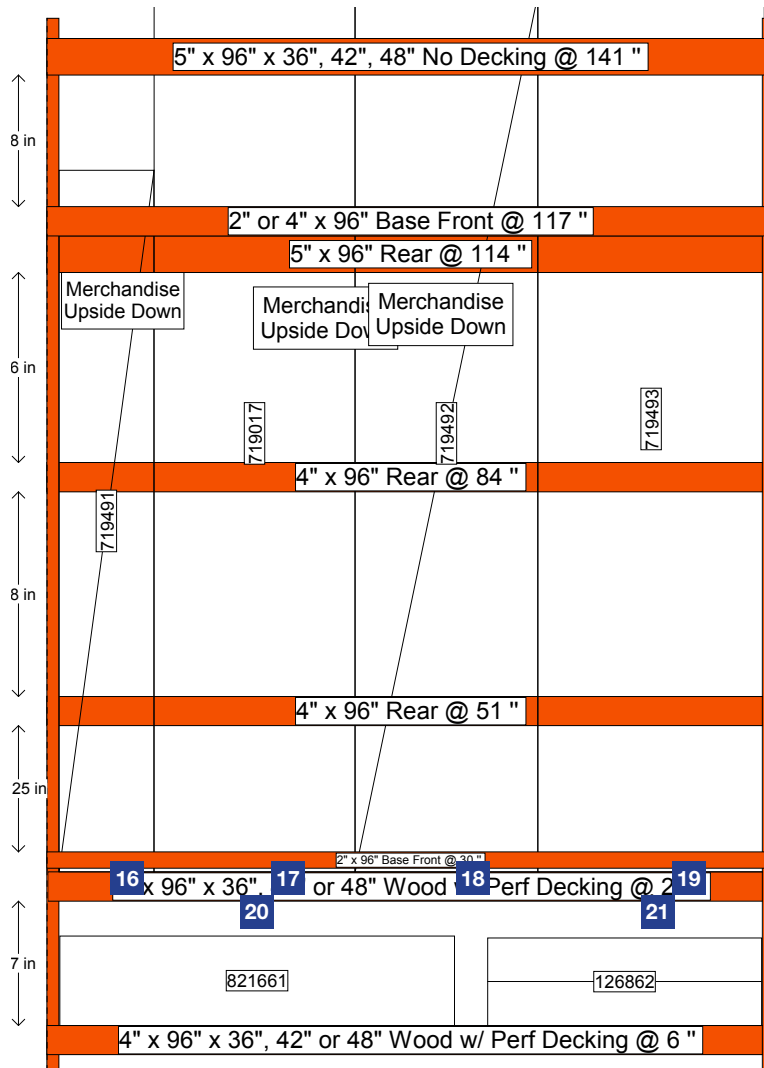 5" x 96" x 36", 42", 48" No Decking @ 141 "
8 in
2" or 4" x 96" Base Front @ 117 "
5" x 96" Rear @ 114 "
Merchandise
Upside Down
Merchandise
Upside Down
6 in
719017
719492
719493
4" x 96" Rear @ 84 "
719491
8 in
4" x 96" Rear @ 51 "
25 in
2" x 96" Base Front @ 30 "
16
17
18
19
x 96" x 36", or 48" Wood Perf Decking @ 2
20
21
7 in
821661
126862
4" x 96" x 36", 42" or 48" Wood w/ Perf Decking @ 6 "